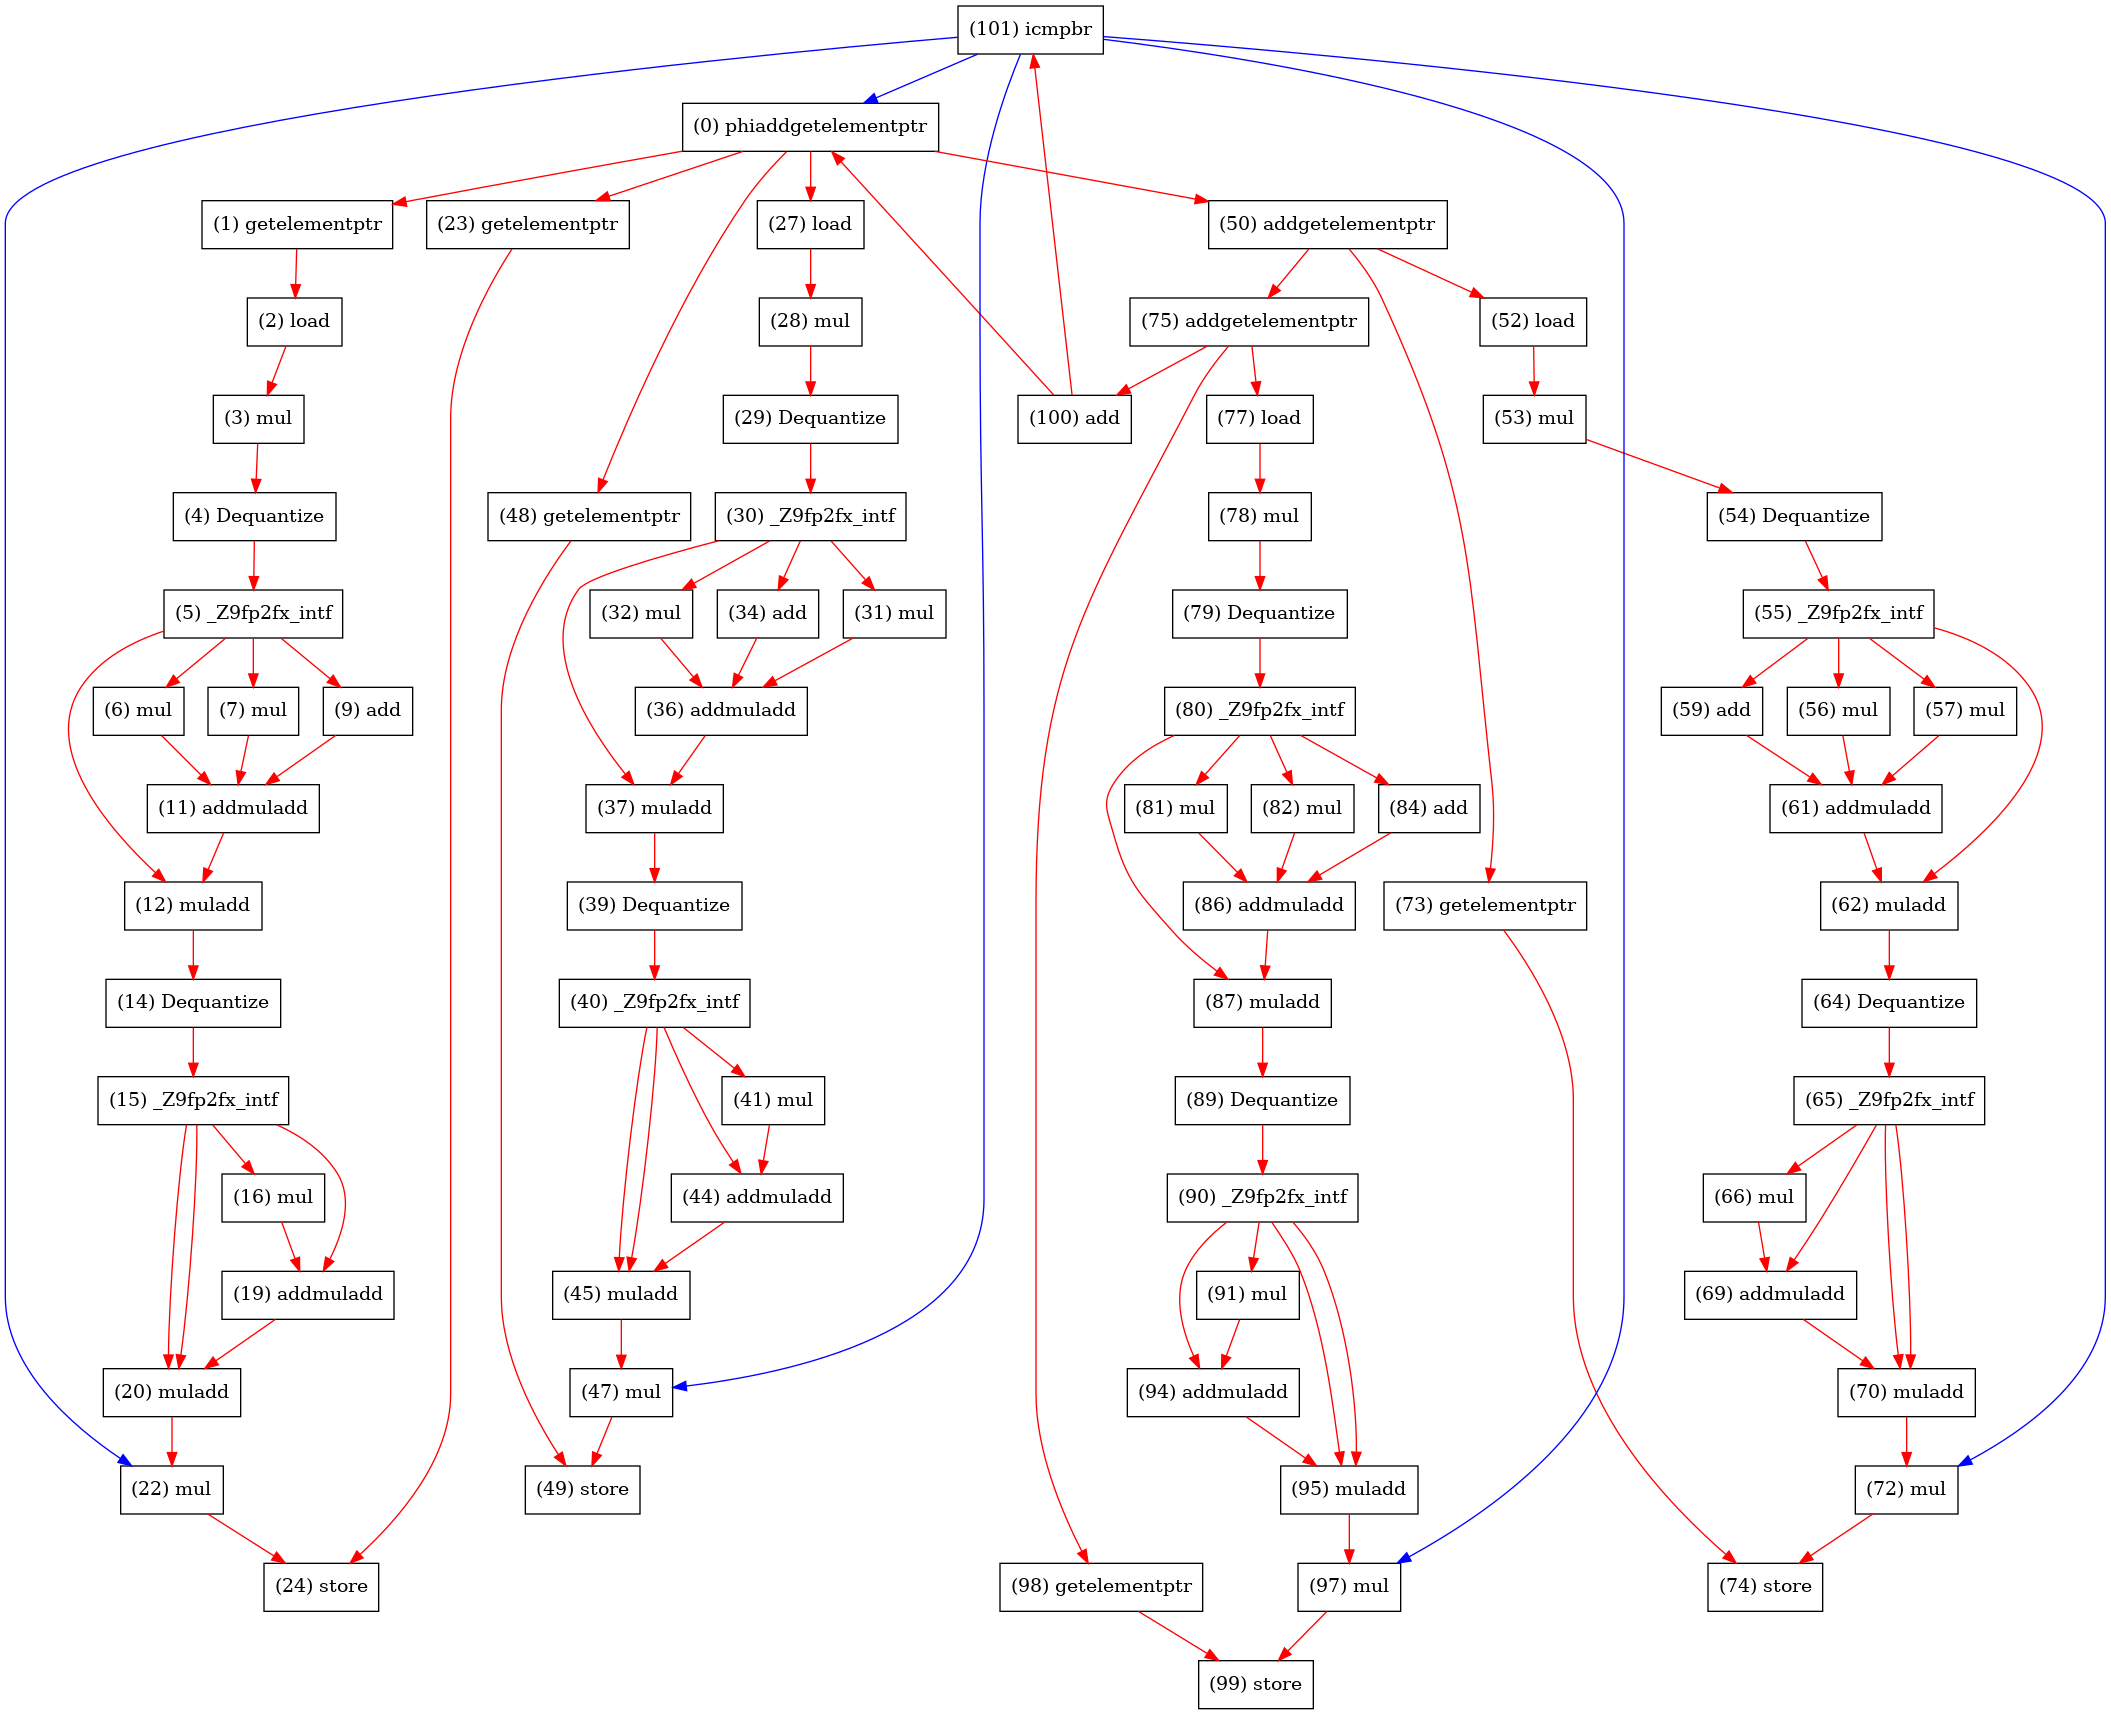 (101) icmpbr
(0) phiaddgetelementptr
(1) getelementptr
(23) getelementptr
(27) load
(50) addgetelementptr
(2) load
(28) mul
(75) addgetelementptr
(52) load
(3) mul
(29) Dequantize
(100) add
(77) load
(53) mul
(4) Dequantize
(48) getelementptr
(30) _Z9fp2fx_intf
(78) mul
(54) Dequantize
(5) _Z9fp2fx_intf
(32) mul
(34) add
(31) mul
(79) Dequantize
(55) _Z9fp2fx_intf
(6) mul
(7) mul
(9) add
(36) addmuladd
(80) _Z9fp2fx_intf
(59) add
(56) mul
(57) mul
(11) addmuladd
(37) muladd
(81) mul
(82) mul
(84) add
(61) addmuladd
(12) muladd
(39) Dequantize
(86) addmuladd
(73) getelementptr
(62) muladd
(14) Dequantize
(40) _Z9fp2fx_intf
(87) muladd
(64) Dequantize
(15) _Z9fp2fx_intf
(41) mul
(89) Dequantize
(65) _Z9fp2fx_intf
(16) mul
(44) addmuladd
(90) _Z9fp2fx_intf
(66) mul
(19) addmuladd
(45) muladd
(91) mul
(69) addmuladd
(20) muladd
(47) mul
(94) addmuladd
(70) muladd
(22) mul
(49) store
(95) muladd
(72) mul
(24) store
(98) getelementptr
(97) mul
(74) store
(99) store